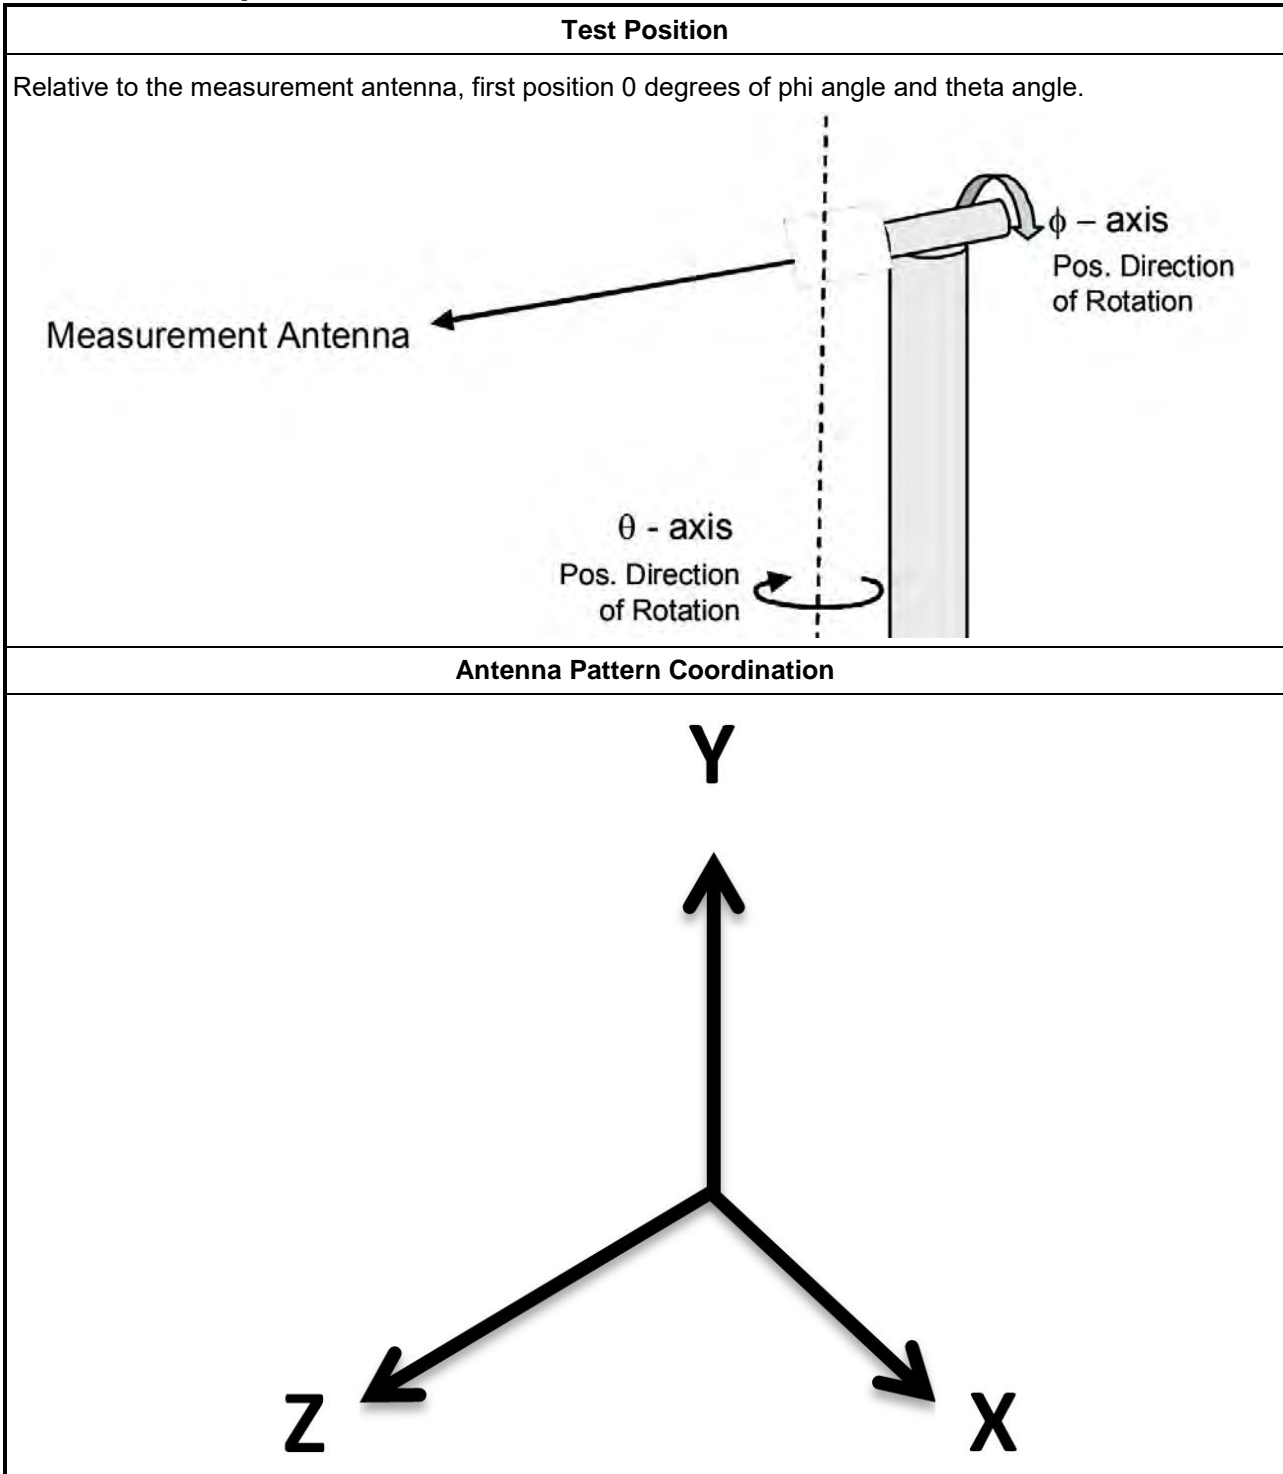 Test Position
Relative to the measurement antenna, first position 0 degrees of phi angle and theta angle.
ϕ – axis
Pos. Direction
of Rotation
Measurement Antenna
θ - axis
Pos. Direction
of Rotation
Antenna Pattern Coordination
Y
Z
X